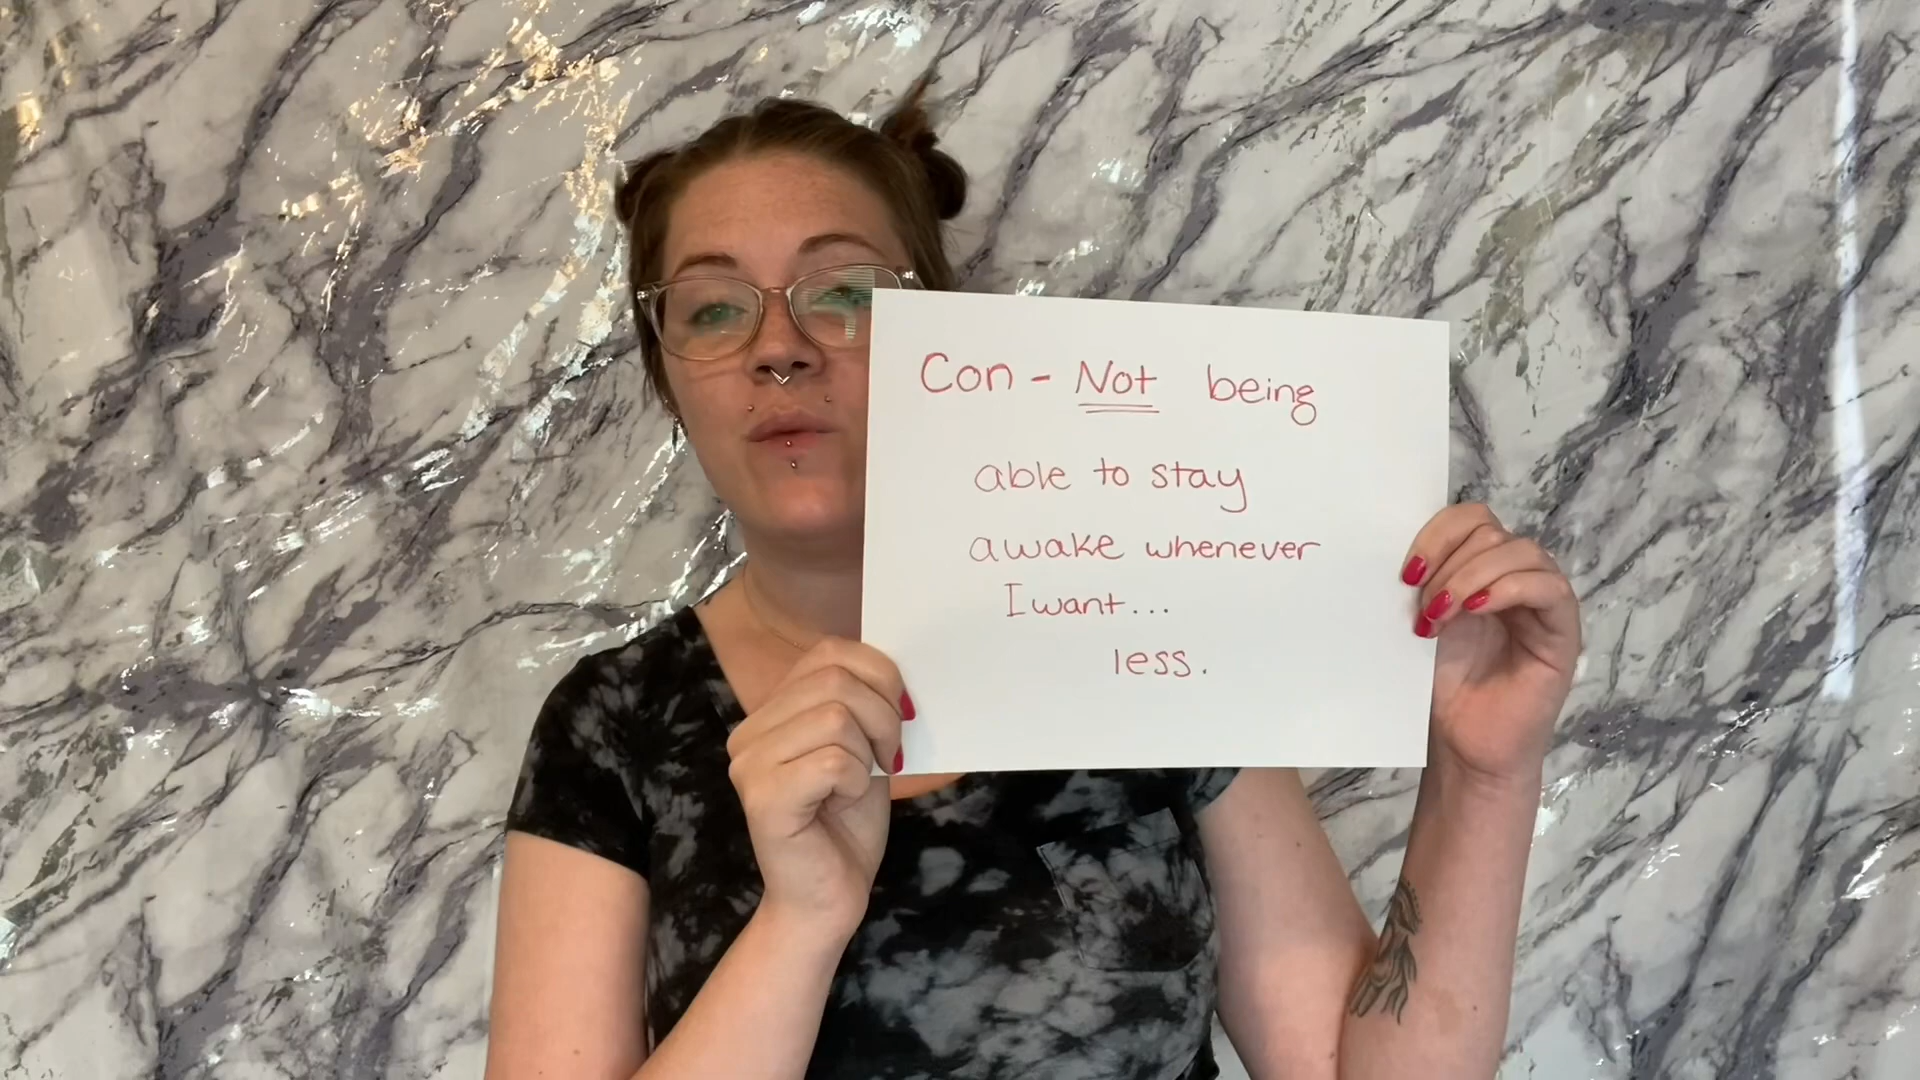 Con - Not being
able to stay
awake whenever
I want...
less.